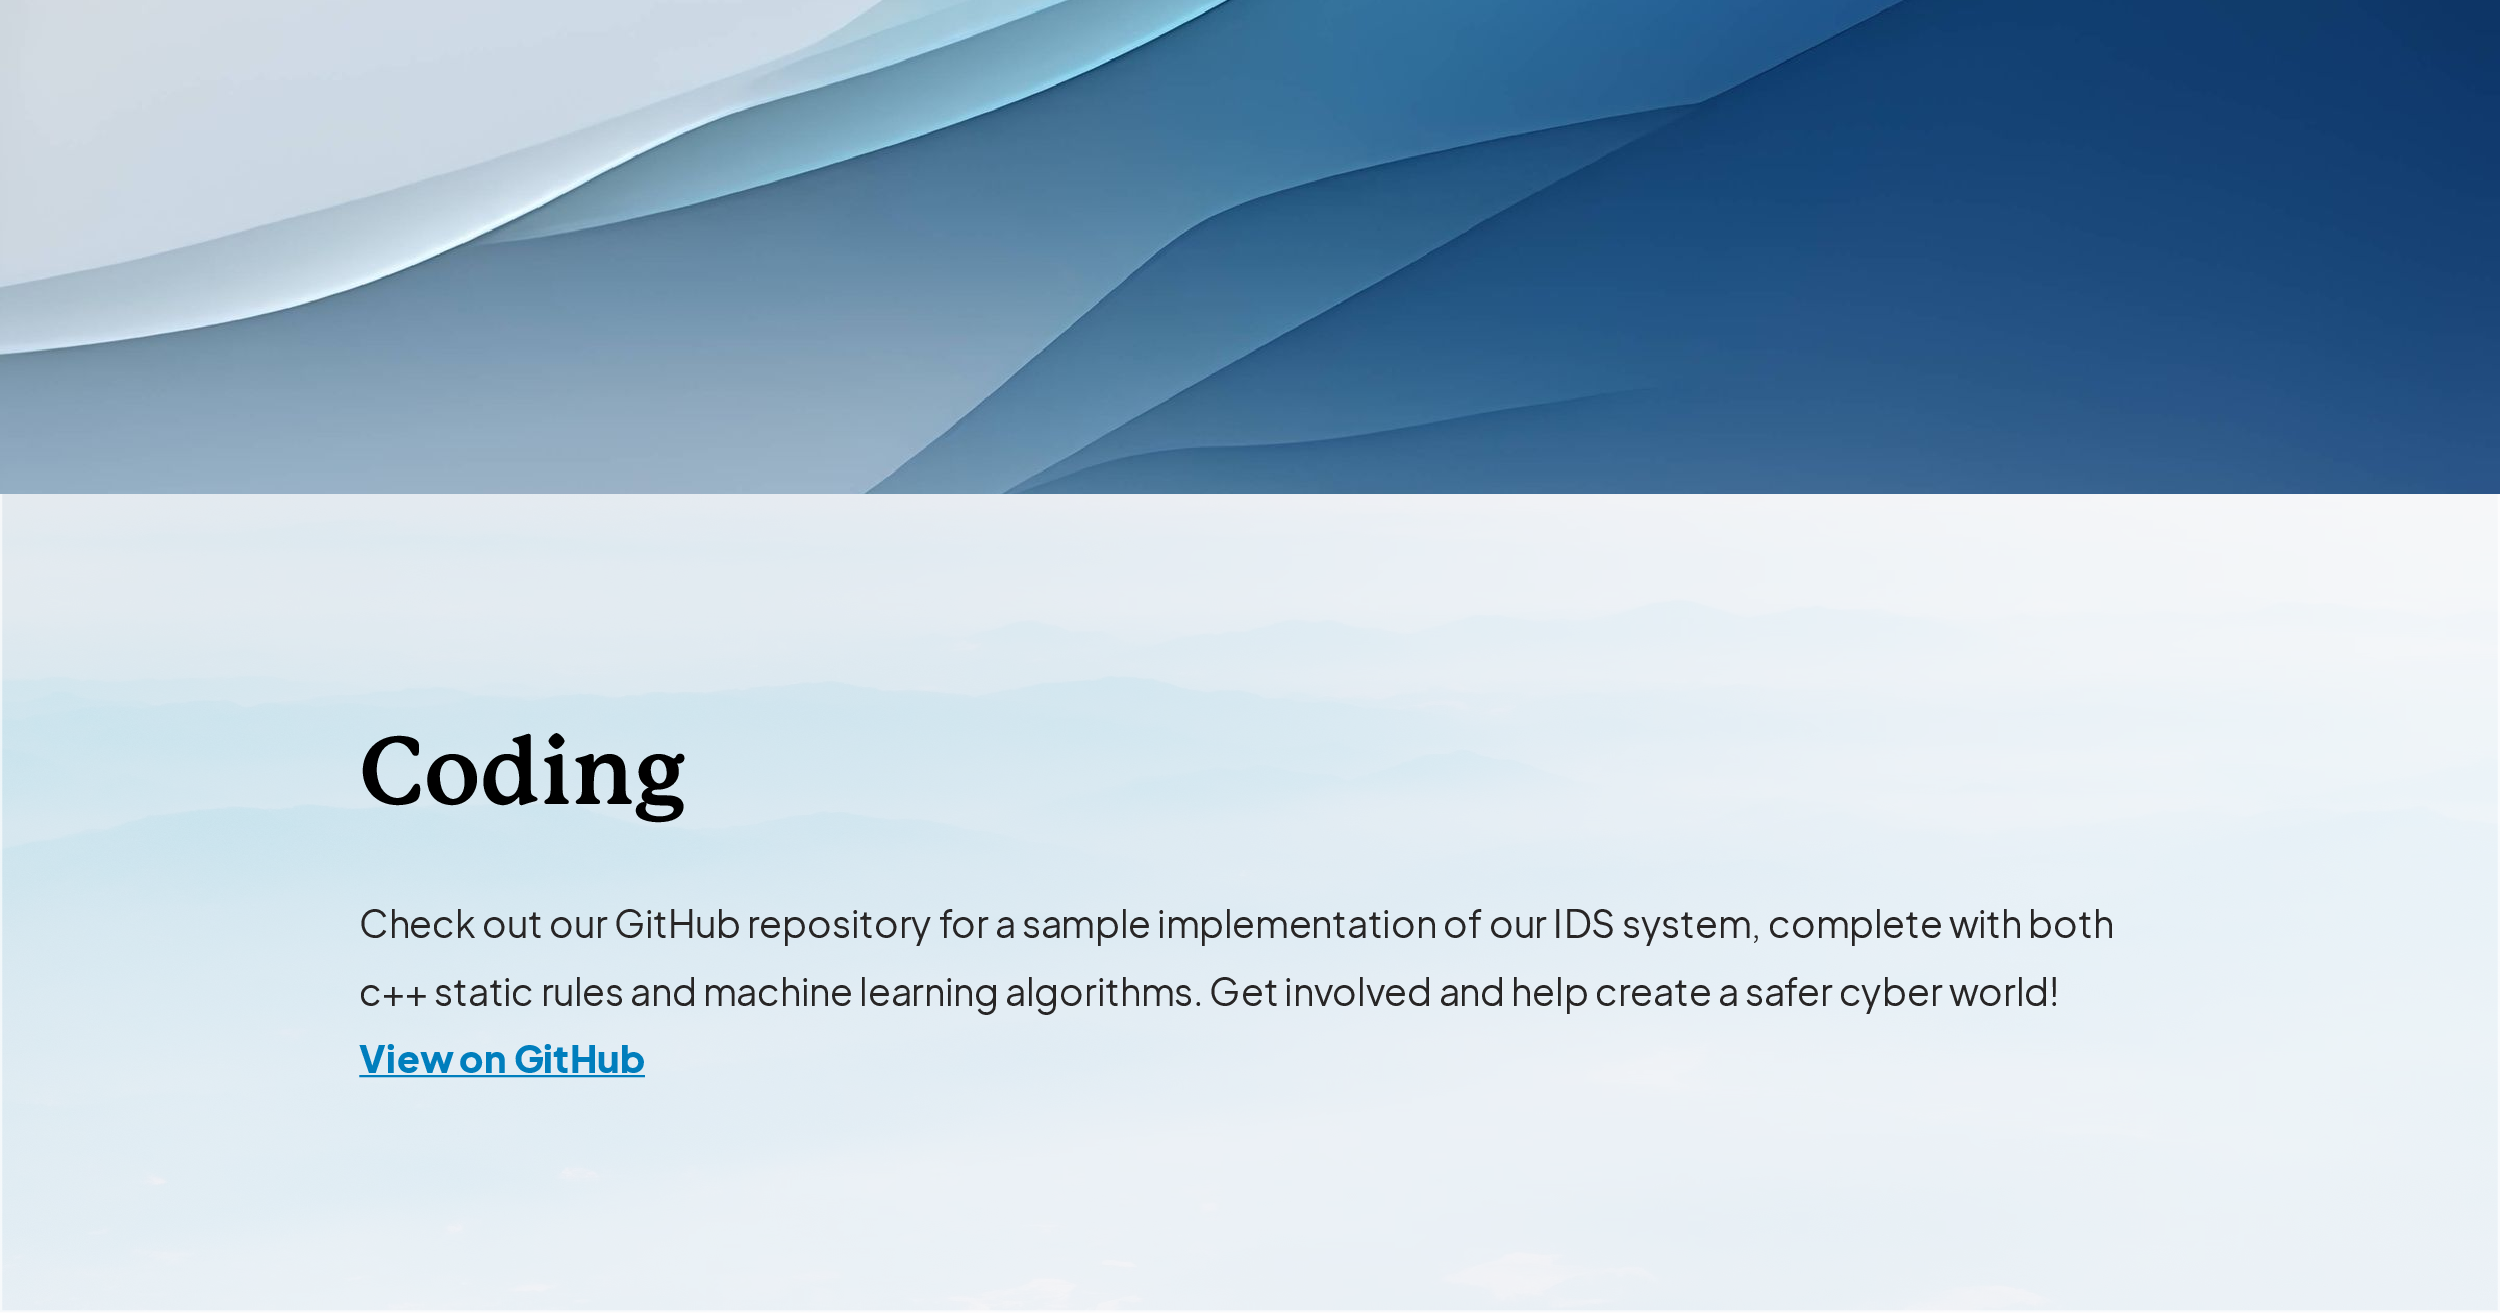 Coding
Check out our GitHub repository for a sample implementation of our IDS system, complete with both
c++ static rules and machine learning algorithms. Get involved and help create a safer cyber world!
View on GitHub